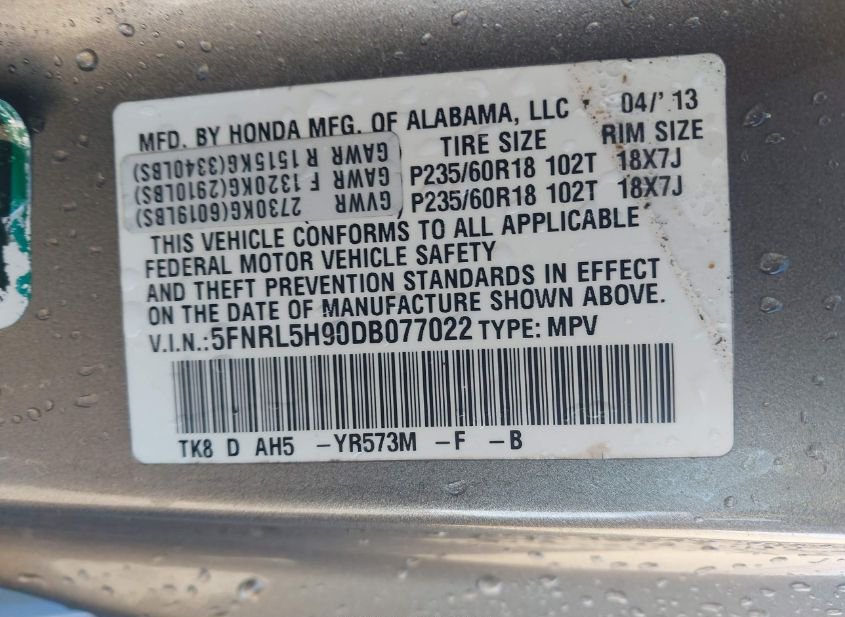 MFD. BY HONDA MFG. OF ALABAMA, LLC 04/'13
TIRE SIZE RIM SIZE
GVWR 2730KG(6019LBS)
GAWR F 1320KG(2910LBS) P235/60R18 102T 18X7J
GAWR R 1515KG(3340LBS) P235/60R18 102T 18X7J
THIS VEHICLE CONFORMS TO ALL APPLICABLE
FEDERAL MOTOR VEHICLE SAFETY
AND THEFT PREVENTION STANDARDS IN EFFECT
ON THE DATE OF MANUFACTURE SHOWN ABOVE.
V.I.N.:5FNRL5H90DB077022 TYPE: MPV
TK8 D AH5 -YR573M -F -B